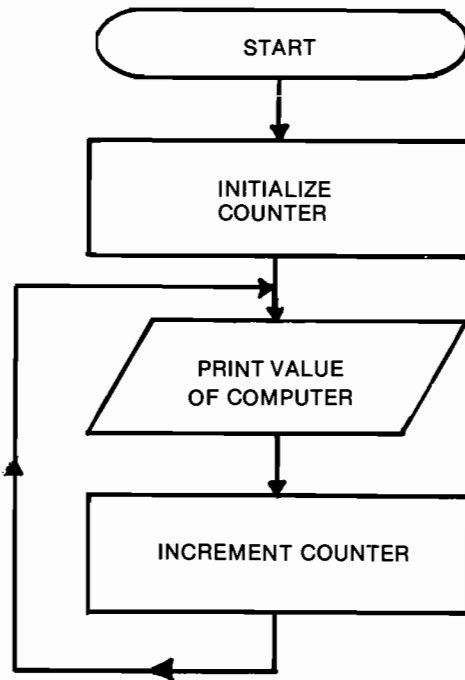 START
INITIALIZE
COUNTER
PRINT VALUE
OF COMPUTER
INCREMENT COUNTER